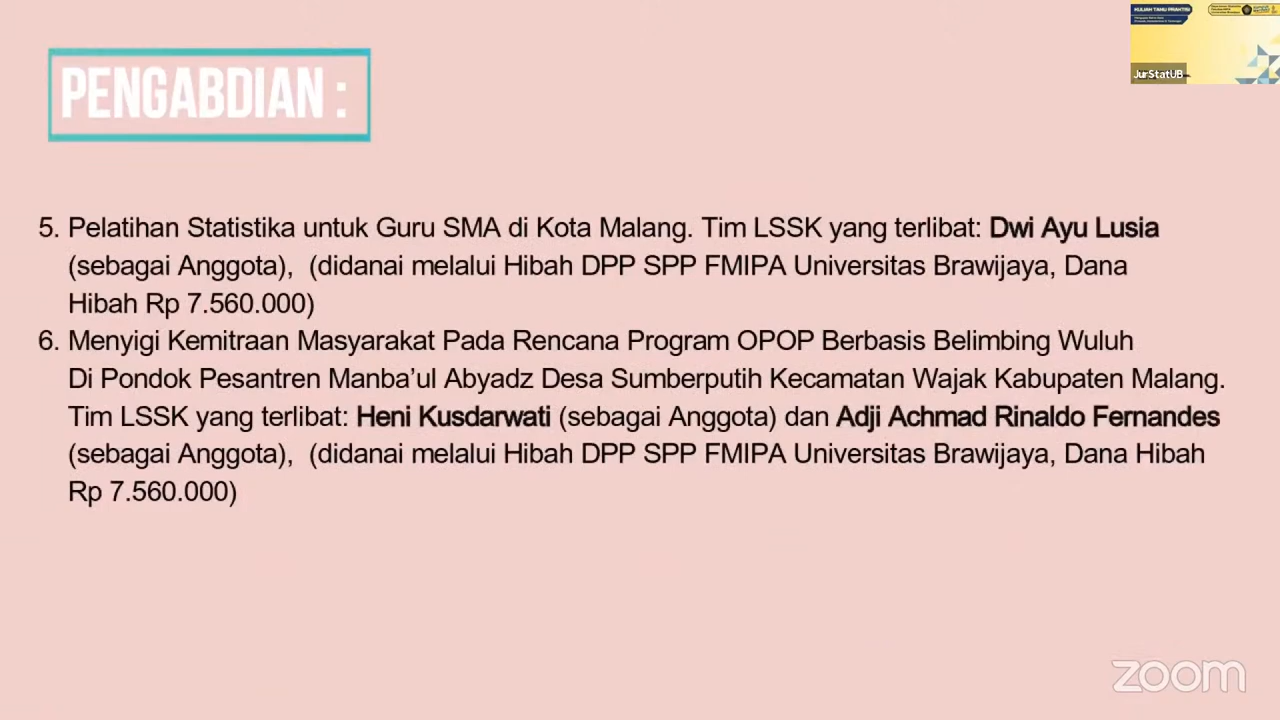 PENGABDIAN :
KULIAH TAMU PRAKTISI
JurStatUB
5. Pelatihan Statistika untuk Guru SMA di Kota Malang. Tim LSSK yang terlibat: Dwi Ayu Lusia
(sebagai Anggota), (didanai melalui Hibah DPP SPP FMIPA Universitas Brawijaya, Dana
Hibah Rp 7.560.000)
6. Menyigi Kemitraan Masyarakat Pada Rencana Program OPOP Berbasis Belimbing Wuluh
Di Pondok Pesantren Manba’ul Abyadz Desa Sumberputih Kecamatan Wajak Kabupaten Malang.
Tim LSSK yang terlibat: Heni Kusdarwati (sebagai Anggota) dan Adji Achmad Rinaldo Fernandes
(sebagai Anggota), (didanai melalui Hibah DPP SPP FMIPA Universitas Brawijaya, Dana Hibah
Rp 7.560.000)
zoom